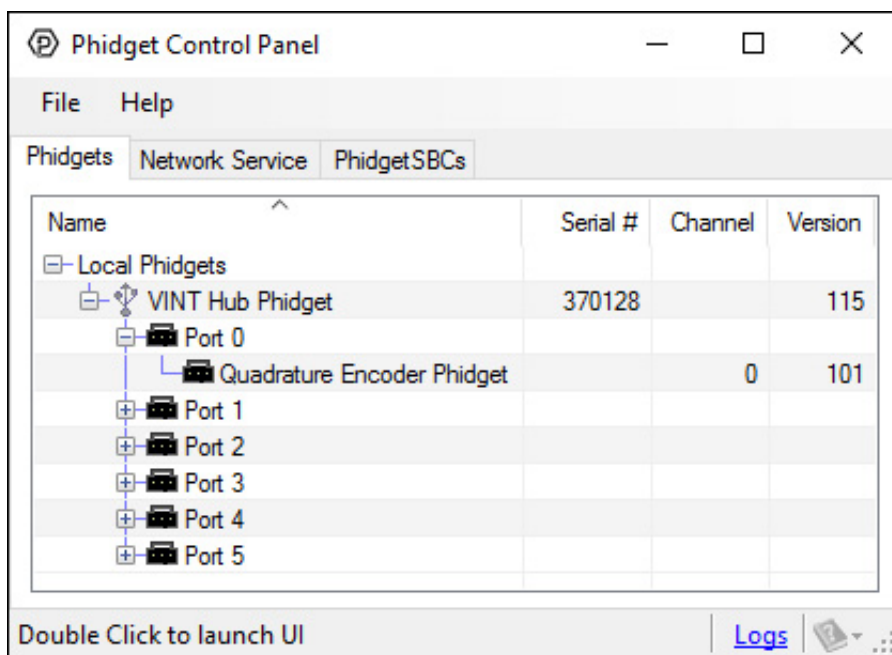 Phidget Control Panel
File Help
Phidgets Network Service PhidgetSBCs
Name Serial # Channel Version
Local Phidgets
VINT Hub Phidget 370128 115
Port 0
Quadrature Encoder Phidget 0 101
Port 1
Port 2
Port 3
Port 4
Port 5
Double Click to launch UI Logs